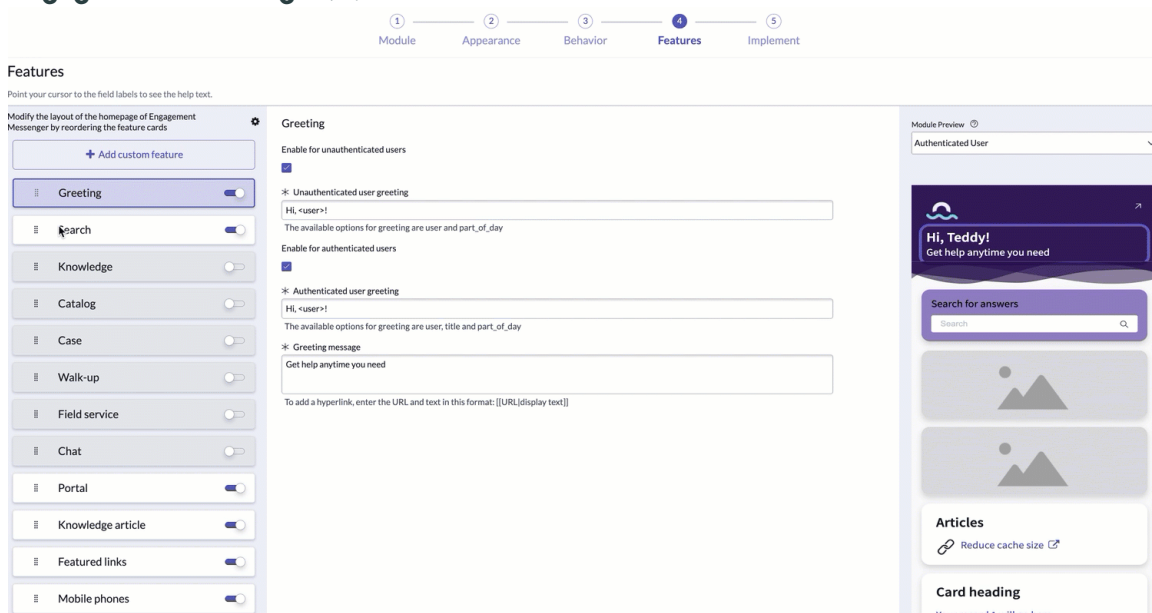 1
2
3
4
5
Module
Appearance
Behavior
Features
Implement
Features
Point your cursor to the field labels to see the help text.
Modify the layout of the homepage of Engagement
Messenger by reordering the feature cards
+ Add custom feature
Greeting
Search
Knowledge
Catalog
Case
Walk-up
Field service
Chat
Portal
Knowledge article
Featured links
Mobile phones
Greeting
Enable for unauthenticated users
Unauthenticated user greeting
Hi, <user>!
The available options for greeting are user and part_of_day
Enable for authenticated users
Authenticated user greeting
Hi, <user>!
The available options for greeting are user, title and part_of_day
Greeting message
Get help anytime you need
To add a hyperlink, enter the URL and text in this format: [[URL|display text]]
Module Preview
Authenticated User
Hi, Teddy!
Get help anytime you need
Search for answers
Search
Articles
Reduce cache size
Card heading